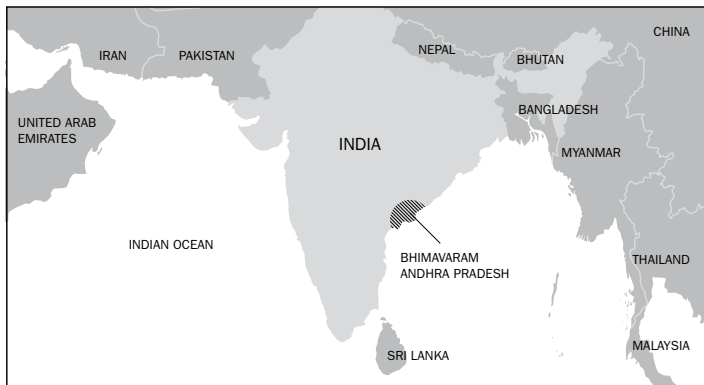 CHINA
NEPAL
IRAN
PAKISTAN
BHUTAN
BANGLADESH
UNITED ARAB
EMIRATES
INDIA
MYANMAR
INDIAN OCEAN
BHIMAVARAM
ANDHRA PRADESH
THAILAND
MALAYSIA
SRI LANKA